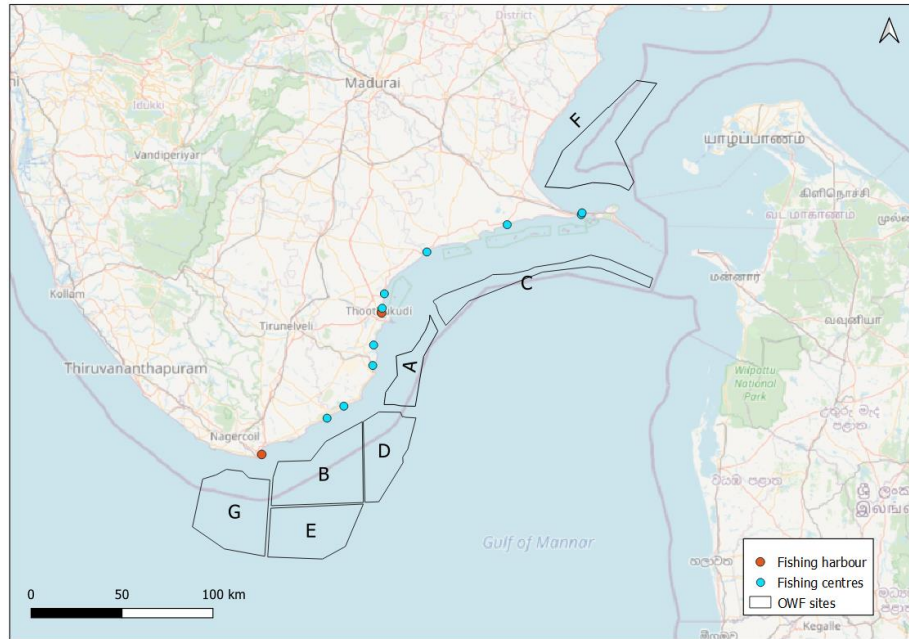 District
Madurai
Idukki
Vandiperiyar
F
யாழ்ப்பாணம்
கிளிநொச்சி
வட மாகாணம்
மன்னார்
C
Kollam
Tirunelveli
வவுனியா
Thiruvananthapuram
A
Wilpattu
National
Park
Nagercoil
D
B
G
E
Gulf of Mannar
Fishing harbour
Fishing centres
OWF sites
0 50 100 km
Kegalle